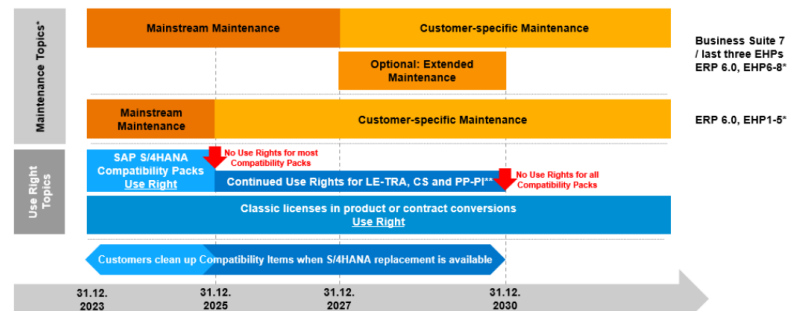 Maintenance Topics*
Mainstream Maintenance
Customer-specific Maintenance
Business Suite 7
/ last three EHPs
ERP 6.0, EHP6-8*
Optional: Extended
Maintenance
Mainstream
Maintenance
Customer-specific Maintenance
ERP 6.0, EHP1-5*
Use Right
Topics
SAP S/4HANA
Compatibility Packs
Use Right
No Use Rights for most
Compatibility Packs
Continued Use Rights for LE-TRA, CS and PP-PI**
No Use Rights for all
Compatibility Packs
Classic licenses in product or contract conversions
Use Right
Customers clean up Compatibility Items when S/4HANA replacement is available
31.12.
2023
31.12.
2025
31.12.
2027
31.12.
2030